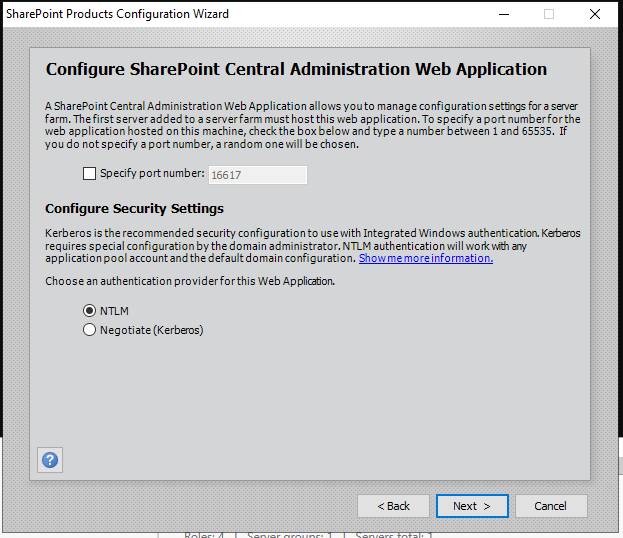 SharePoint Products Configuration Wizard
Configure SharePoint Central Administration Web Application
A SharePoint Central Administration Web Application allows you to manage configuration settings for a server
farm. The first server added to a server farm must host this web application. To specify a port number for the
web application hosted on this machine, check the box below and type a number between 1 and 65535. If
you do not specify a port number, a random one will be chosen.
Specify port number: 16617
Configure Security Settings
Kerberos is the recommended security configuration to use with Integrated Windows authentication. Kerberos
requires special configuration by the domain administrator. NTLM authentication will work with any
application pool account and the default domain configuration. Show me more information.
Choose an authentication provider for this Web Application.
NTLM
Negotiate (Kerberos)
?
< Back Next > Cancel
Roles: 4 | Server groups: 1 | Servers total: 1